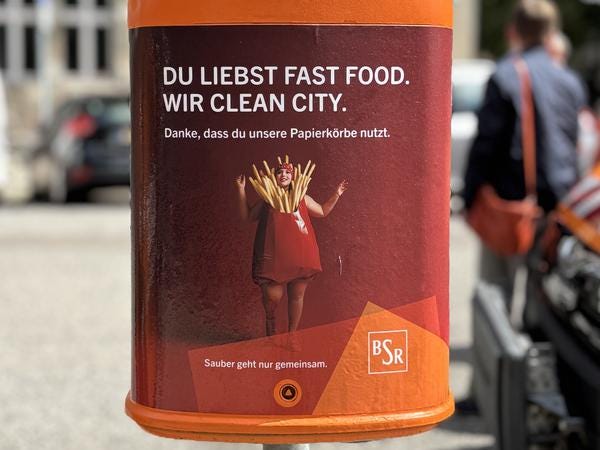 DU LIEBST FAST FOOD.
WIR CLEAN CITY.
Danke, dass du unsere Papierkörbe nutzt.
Sauber geht nur gemeinsam.
BSR